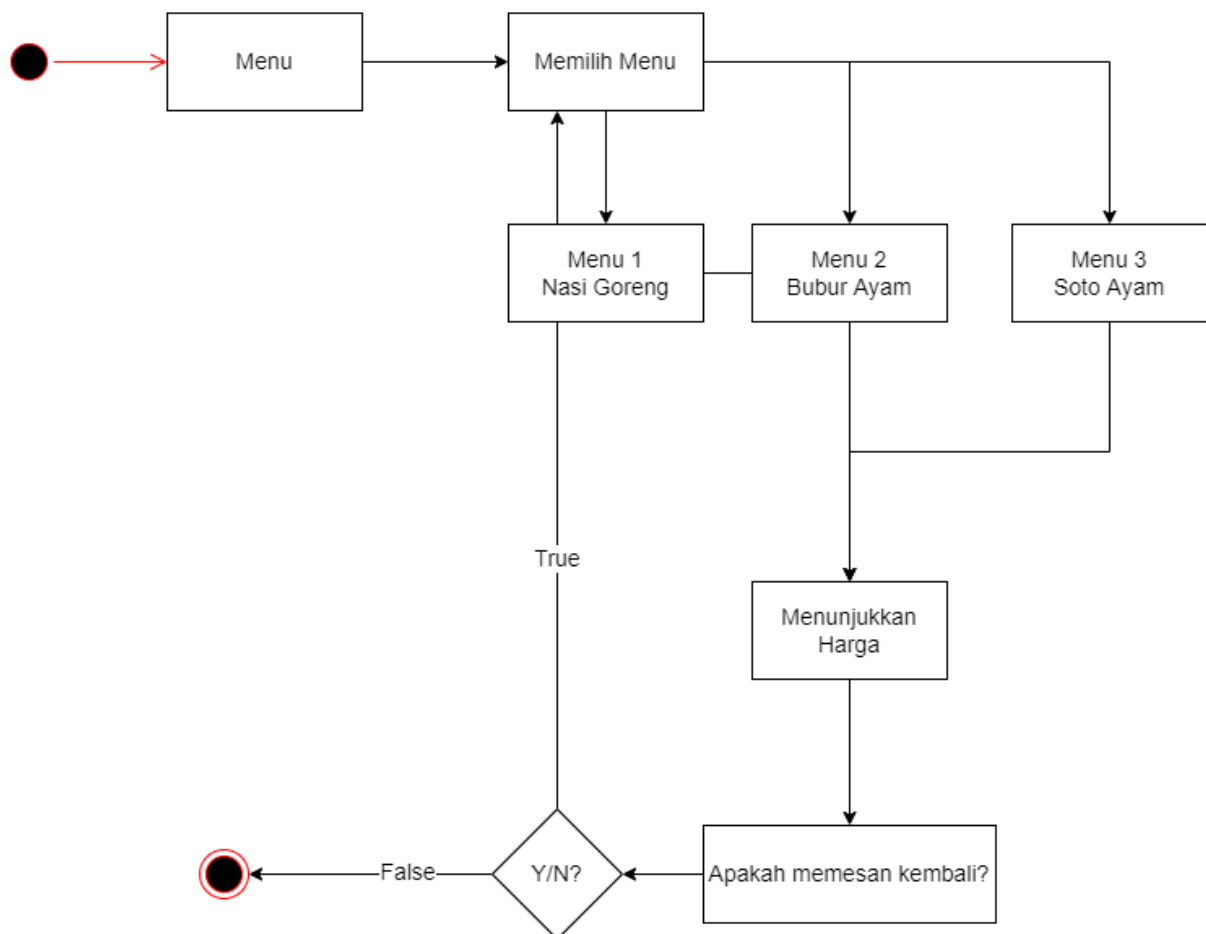 Menu
Memilih Menu
Menu 1
Nasi Goreng
Menu 2
Bubur Ayam
Menu 3
Soto Ayam
True
Menunjukkan
Harga
False
Y/N?
Apakah memesan kembali?